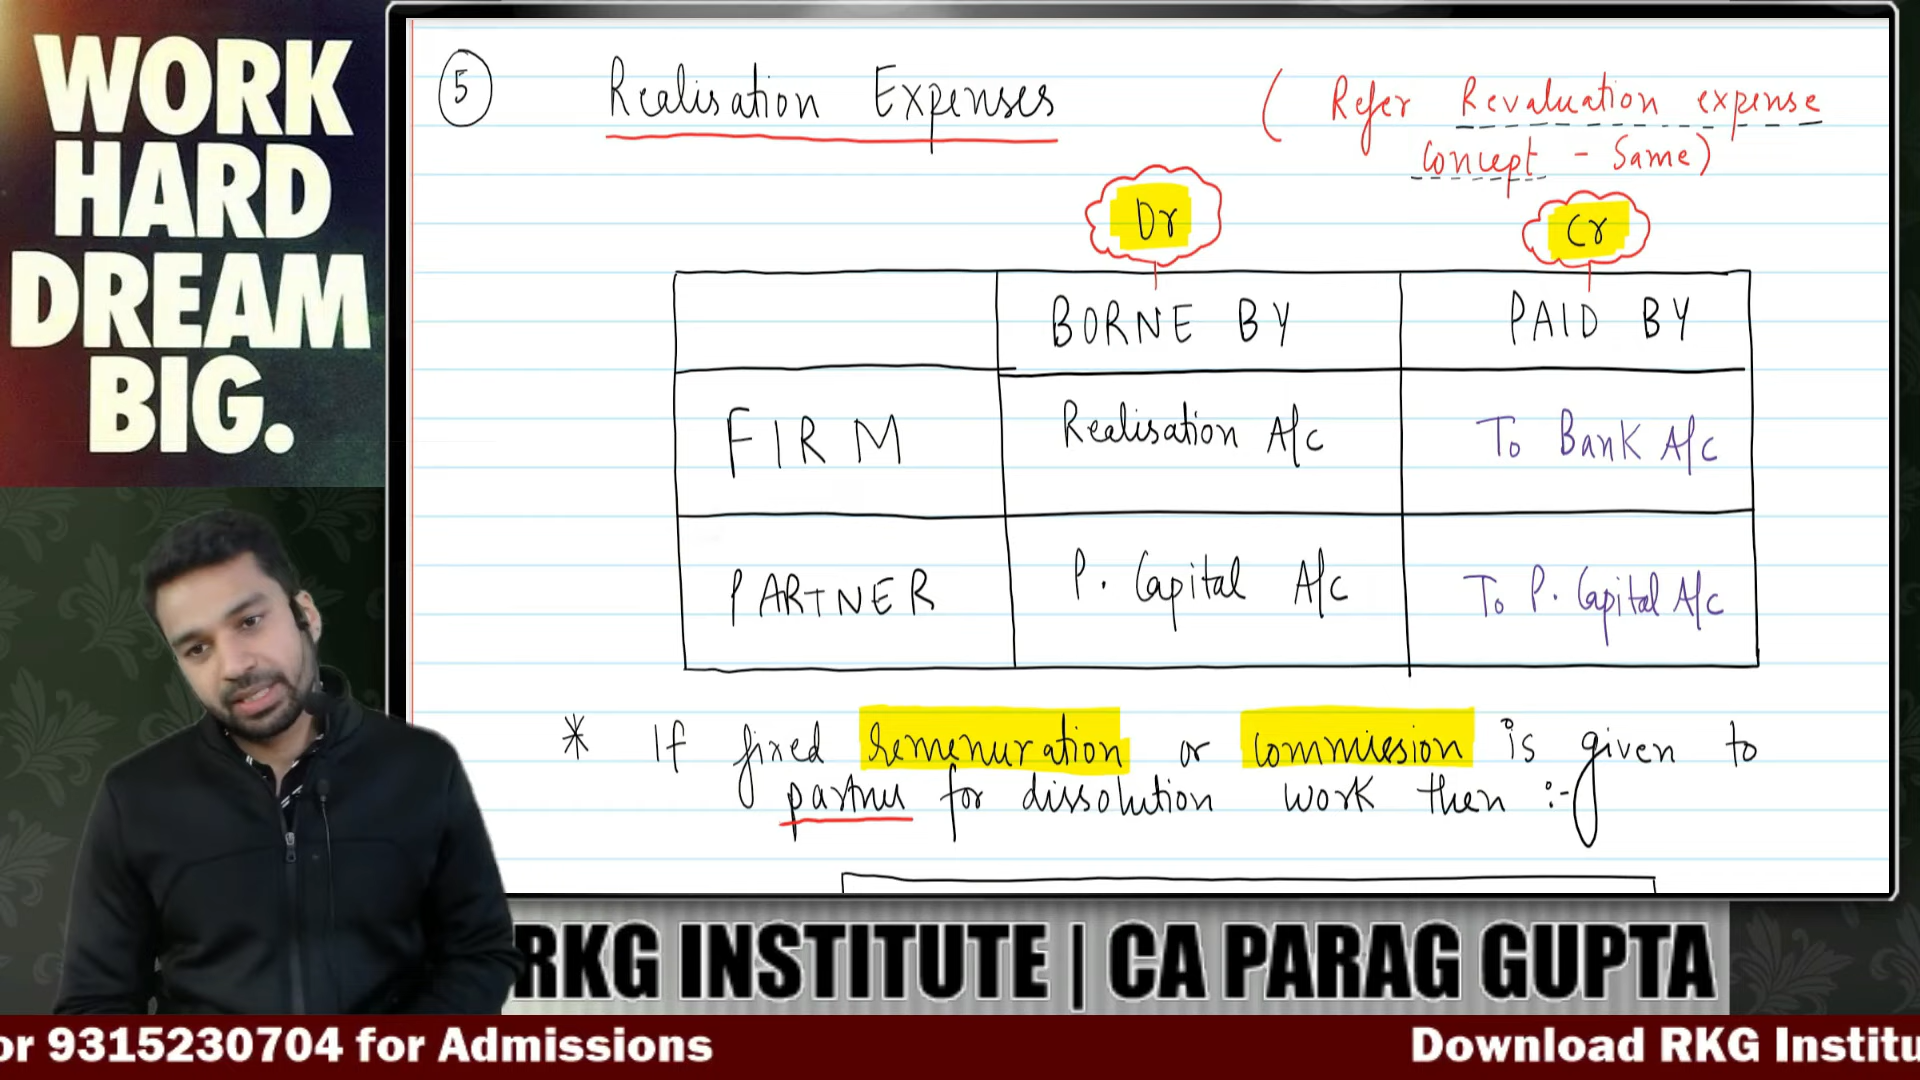 WORK
HARD
DREAM
BIG.
5 Realisation Expenses ( Refer Revaluation expense
concept - Same)
Dr Cr
BORNE BY PAID BY
FIRM Realisation A/c To Bank A/c
PARTNER P. Capital A/c To P. Capital A/c
* If fixed remenuration or commission is given to
partner for dissolution work then :-
RKG INSTITUTE | CA PARAG GUPTA
or 9315230704 for Admissions Download RKG Institu